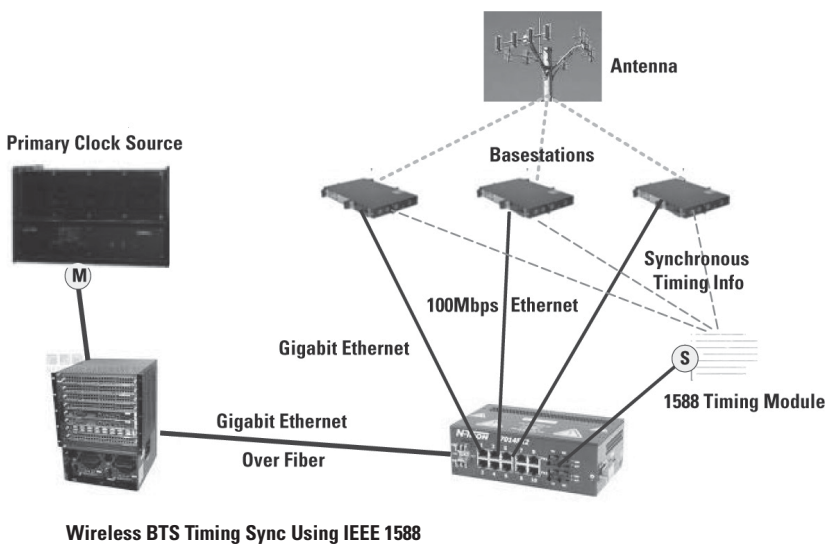 Antenna
Primary Clock Source
Basestations
M
Synchronous
Timing Info
100Mbps Ethernet
Gigabit Ethernet
S
1588 Timing Module
Gigabit Ethernet
Over Fiber
Wireless BTS Timing Sync Using IEEE 1588